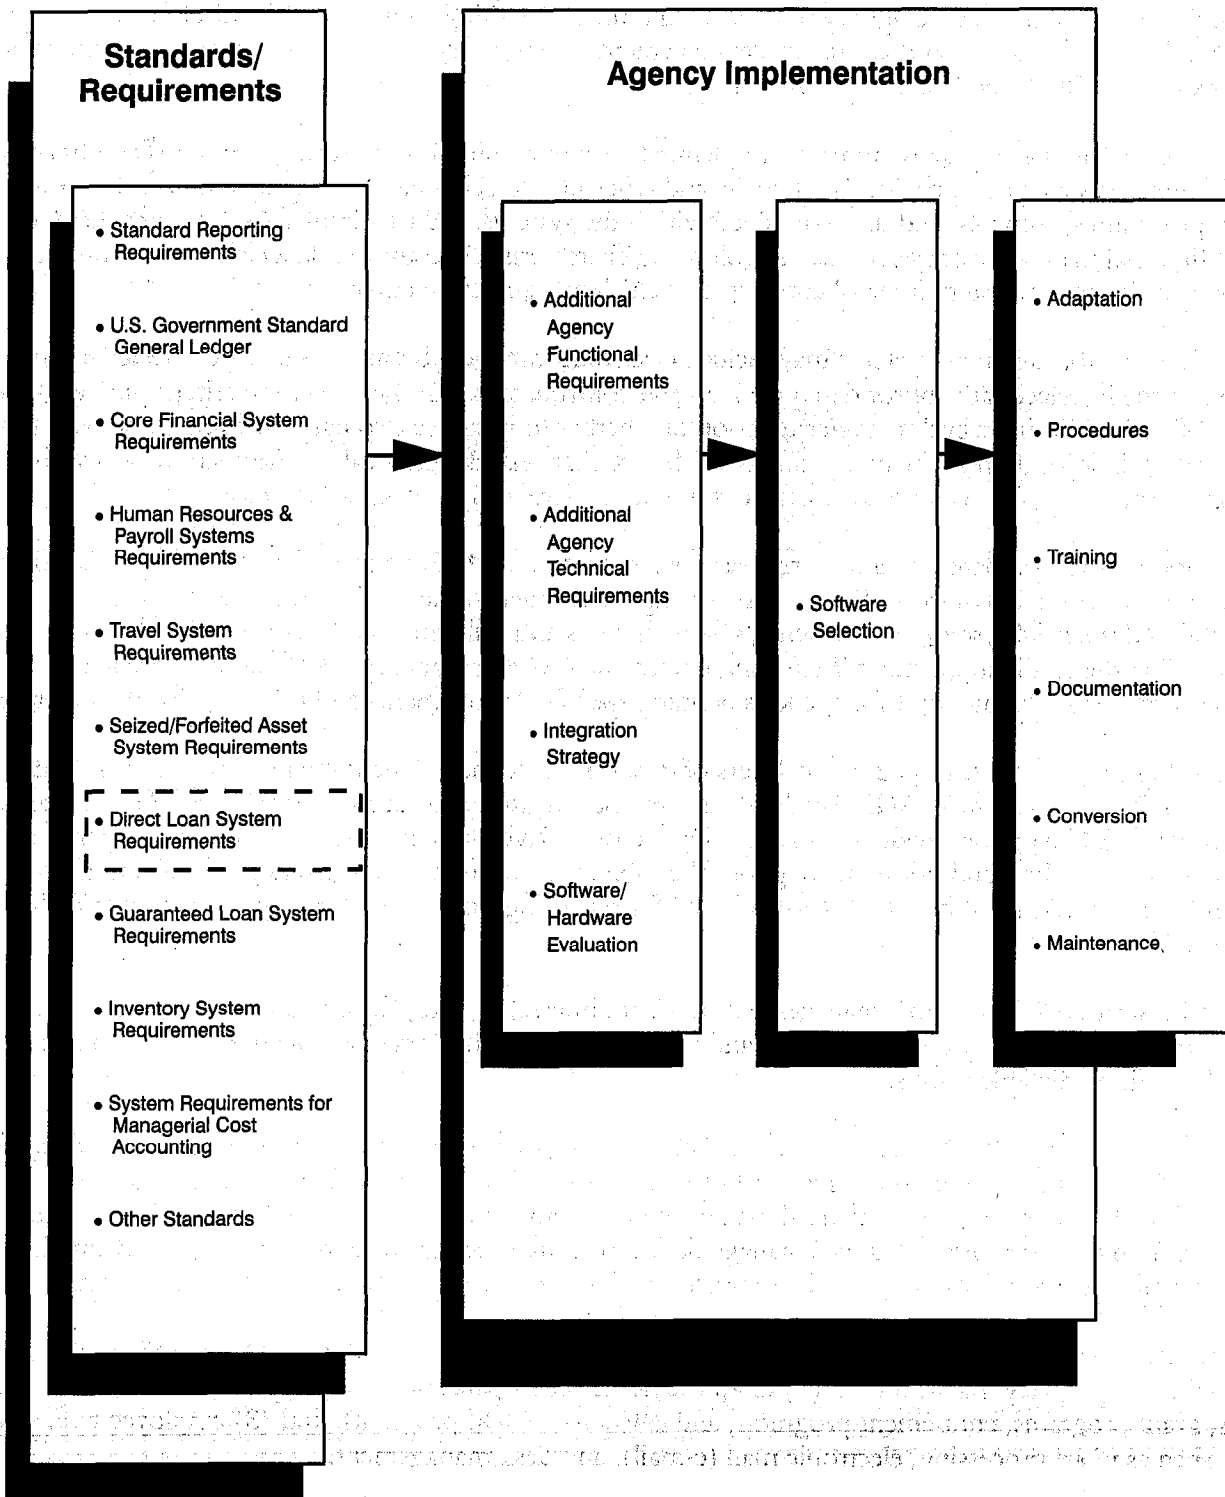 Standards/
Requirements
• Standard Reporting
Requirements
• U.S. Government Standard
General Ledger
• Core Financial System
Requirements
• Human Resources &
Payroll Systems
Requirements
• Travel System
Requirements
• Seized/Forfeited Asset
System Requirements
• Direct Loan System
Requirements
• Guaranteed Loan System
Requirements
• Inventory System
Requirements
• System Requirements for
Managerial Cost
Accounting
• Other Standards
Agency Implementation
• Additional
Agency
Functional
Requirements
• Additional
Agency
Technical
Requirements
• Integration
Strategy
• Software/
Hardware
Evaluation
• Software
Selection
• Adaptation
• Procedures
• Training
• Documentation
• Conversion
• Maintenance
electronic mail (e-mail),